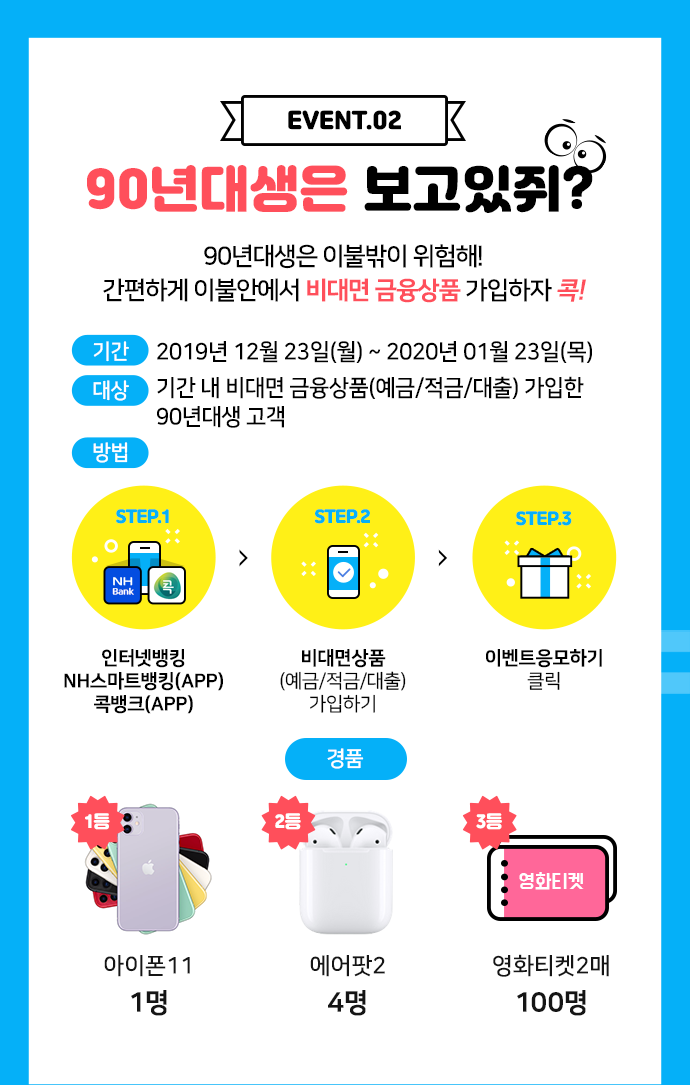 EVENT.02
90년대생은 보고있쥐?
90년대생은 이불밖이 위험해!
간편하게 이불안에서 비대면 금융상품 가입하자 콕!
기간 2019년 12월 23일(월) ~ 2020년 01월 23일(목)
대상 기간 내 비대면 금융상품(예금/적금/대출) 가입한
90년대생 고객
방법
STEP.1
NH
Bank
콕
인터넷뱅킹
NH스마트뱅킹(APP)
콕뱅크(APP)
STEP.2
비대면상품
(예금/적금/대출)
가입하기
STEP.3
이벤트응모하기
클릭
경품
1등
아이폰11
1명
2등
에어팟2
4명
3등
영화티켓
영화티켓2매
100명